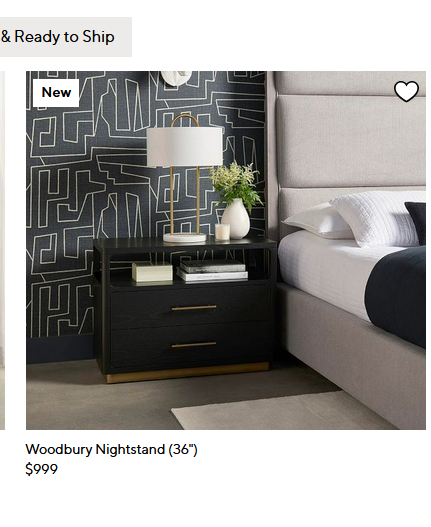 & Ready to Ship
New
Woodbury Nightstand (36")
$999